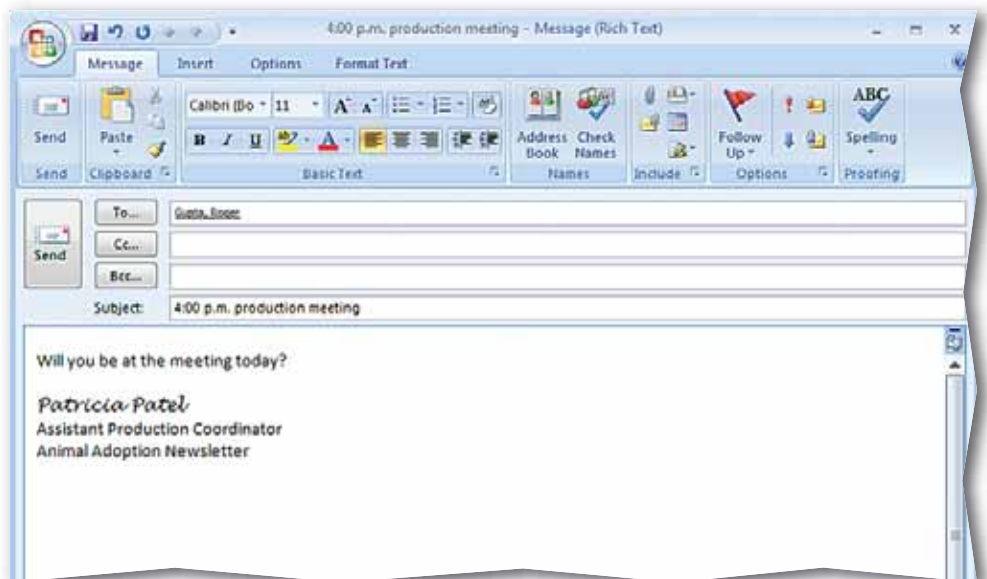 4:00 p.m. production meeting - Message (Rich Text)
Message Insert Options Format Text
Send
Paste
Calibri (Bo 11 A A
B I U ab A
Address Book
Check Names
Follow Up
ABC
Spelling
Send Clipboard Basic Text Names Include Options Proofing
Send
To... Gupta, Roger
Cc...
Bcc...
Subject: 4:00 p.m. production meeting
Will you be at the meeting today?
Patricia Patel
Assistant Production Coordinator
Animal Adoption Newsletter